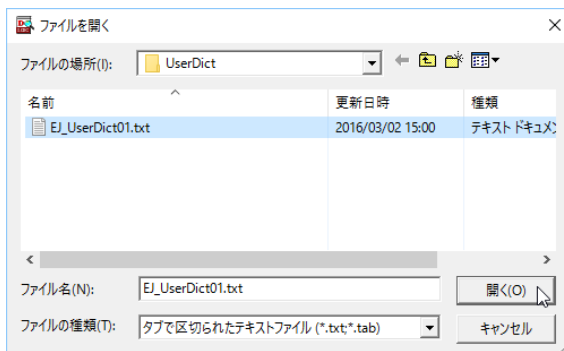 ファイルを開く
ファイルの場所(I): UserDict
名前 更新日時 種類
EJ_UserDict01.txt 2016/03/02 15:00 テキスト ドキュメン
ファイル名(N): EJ_UserDict01.txt 開く(O)
ファイルの種類(T): タブで区切られたテキストファイル (*.txt;*.tab) キャンセル